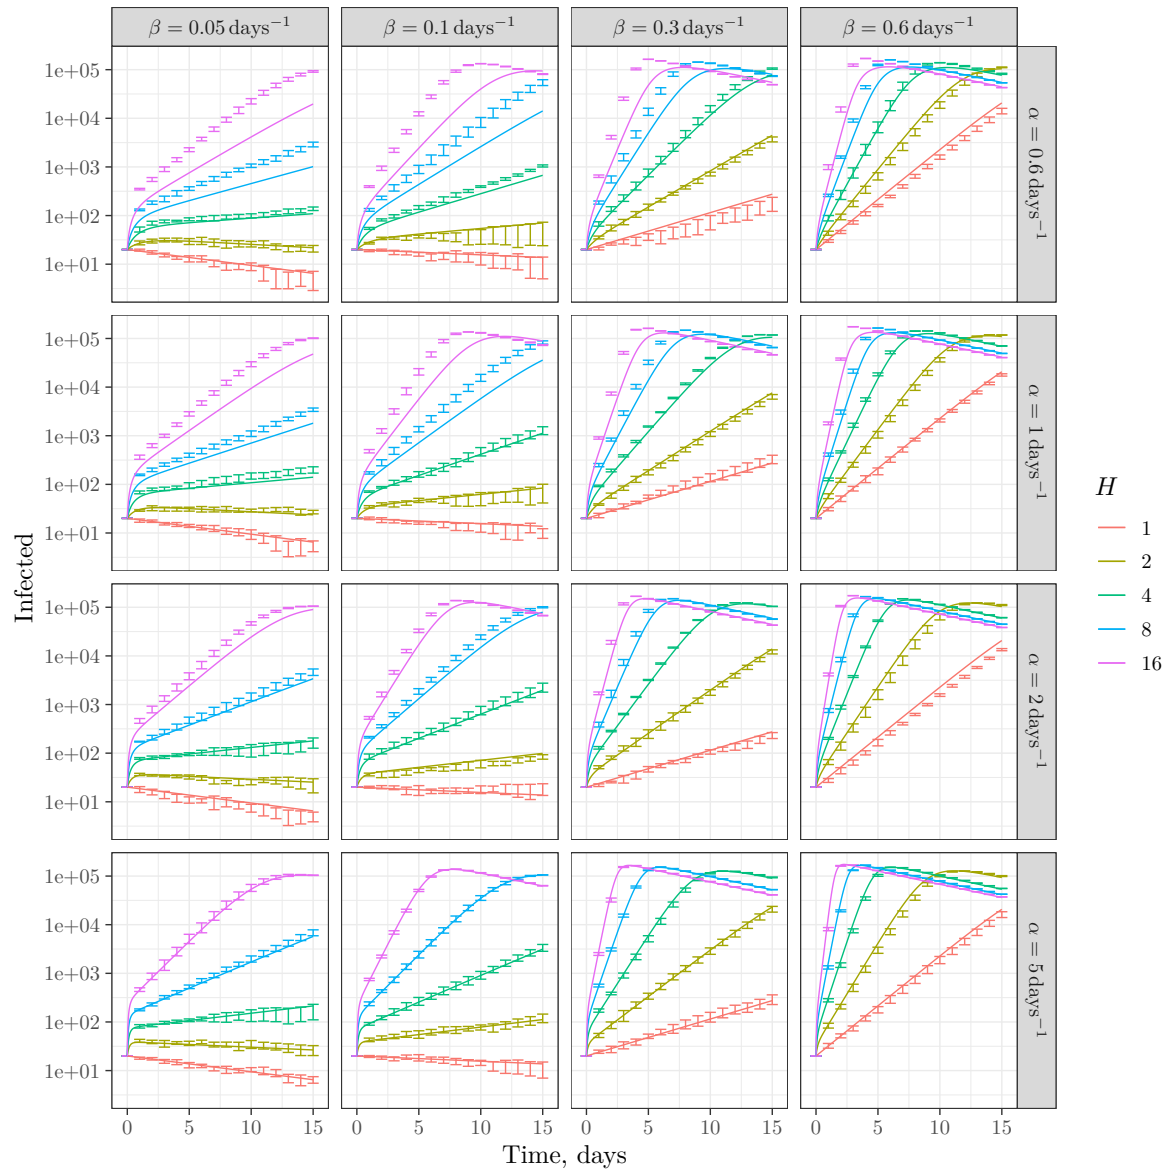 β = 0.05 days⁻¹
β = 0.1 days⁻¹
β = 0.3 days⁻¹
β = 0.6 days⁻¹
1e+05
1e+04
1e+03
1e+02
1e+01
α = 0.6 days⁻¹
1e+05
1e+04
1e+03
1e+02
1e+01
α = 1 days⁻¹
1e+05
1e+04
1e+03
1e+02
1e+01
α = 2 days⁻¹
1e+05
1e+04
1e+03
1e+02
1e+01
α = 5 days⁻¹
0 5 10 15
0 5 10 15
0 5 10 15
0 5 10 15
Time, days
Infected
H
1
2
4
8
16